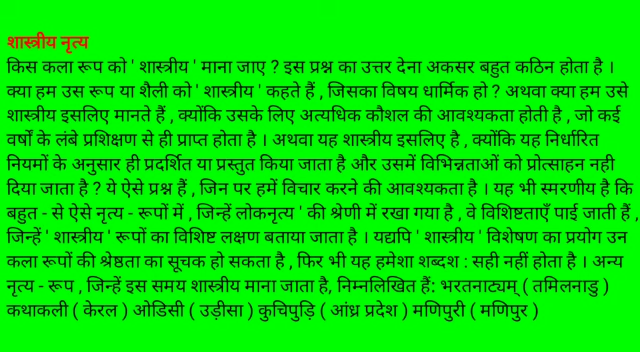 शास्त्रीय नृत्य
किस कला रूप को ' शास्त्रीय ' माना जाए ? इस प्रश्न का उत्तर देना अकसर बहुत कठिन होता है ।
क्या हम उस रूप या शैली को ' शास्त्रीय ' कहते हैं , जिसका विषय धार्मिक हो ? अथवा क्या हम उसे
शास्त्रीय इसलिए मानते हैं , क्योंकि उसके लिए अत्यधिक कौशल की आवश्यकता होती है , जो कई
वर्षों के लंबे प्रशिक्षण से ही प्राप्त होता है । अथवा यह शास्त्रीय इसलिए है , क्योंकि यह निर्धारित
नियमों के अनुसार ही प्रदर्शित या प्रस्तुत किया जाता है और उसमें विभिन्नताओं को प्रोत्साहन नही
दिया जाता है ? ये ऐसे प्रश्न हैं , जिन पर हमें विचार करने की आवश्यकता है । यह भी स्मरणीय है कि
बहुत - से ऐसे नृत्य - रूपों में , जिन्हें लोकनृत्य ' की श्रेणी में रखा गया है , वे विशिष्टताएँ पाई जाती हैं ,
जिन्हें ' शास्त्रीय ' रूपों का विशिष्ट लक्षण बताया जाता है । यद्यपि ' शास्त्रीय ' विशेषण का प्रयोग उन
कला रूपों की श्रेष्ठता का सूचक हो सकता है , फिर भी यह हमेशा शब्दश : सही नहीं होता है । अन्य
नृत्य - रूप , जिन्हें इस समय शास्त्रीय माना जाता है, निम्नलिखित हैं: भरतनाट्यम् ( तमिलनाडु )
कथाकली ( केरल ) ओडिसी ( उड़ीसा ) कुचिपुड़ि ( आंध्र प्रदेश ) मणिपुरी ( मणिपुर )